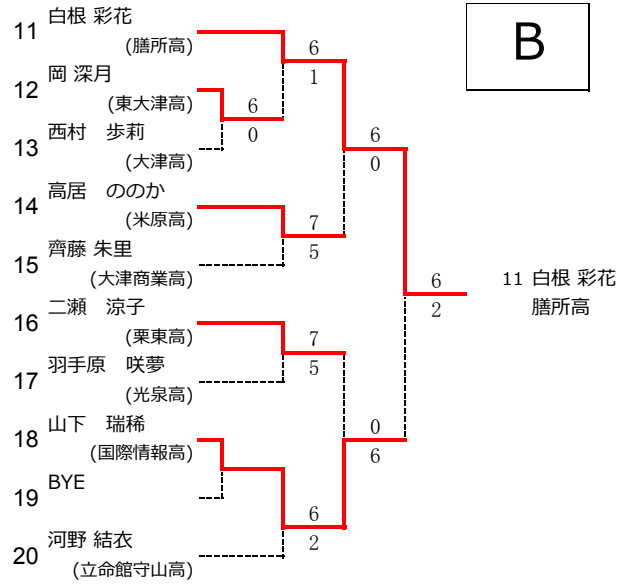 B
11 白根 彩花
(膳所高)
12 岡 深月
(東大津高)
13 西村　歩莉
(大津高)
14 高居　ののか
(米原高)
15 齊藤 朱里
(大津商業高)
16 二瀬　涼子
(栗東高)
17 羽手原　咲夢
(光泉高)
18 山下　瑞稀
(国際情報高)
19 BYE
20 河野 結衣
(立命館守山高)
6
0
6
1
7
5
7
5
6
2
6
0
0
6
6
2
11 白根 彩花
膳所高